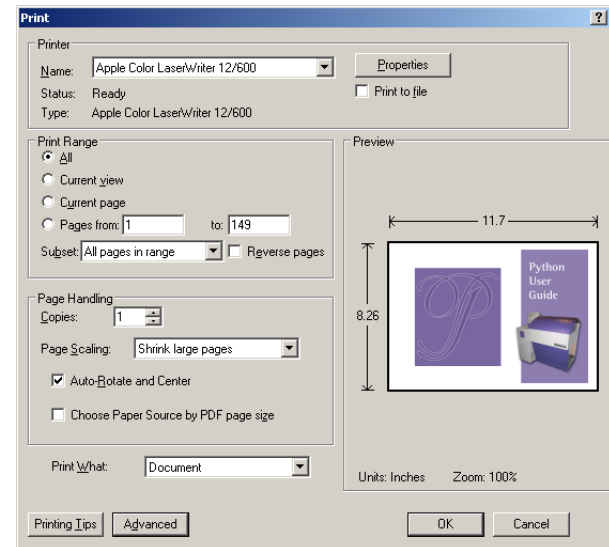 Print
?
Printer
Name: Apple Color LaserWriter 12/600
Properties
Status: Ready
Print to file
Type: Apple Color LaserWriter 12/600
Print Range
All
Current view
Current page
Pages from: 1 to: 149
Subset: All pages in range
Reverse pages
Page Handling
Copies: 1
Page Scaling: Shrink large pages
Auto-Rotate and Center
Choose Paper Source by PDF page size
Print What: Document
Preview
11.7
8.26
P
Python
User
Guide
Units: Inches Zoom: 100%
Printing Tips
Advanced
OK
Cancel